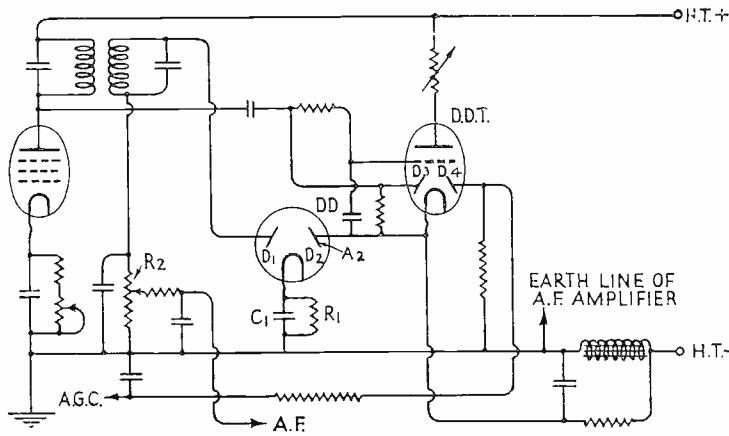 H.T.+
D.D.T.
D3 D4
DD
D1 D2
A2
R2
EARTH LINE OF
A.F. AMPLIFIER
C1
R1
H.T.-
A.G.C.
A.F.